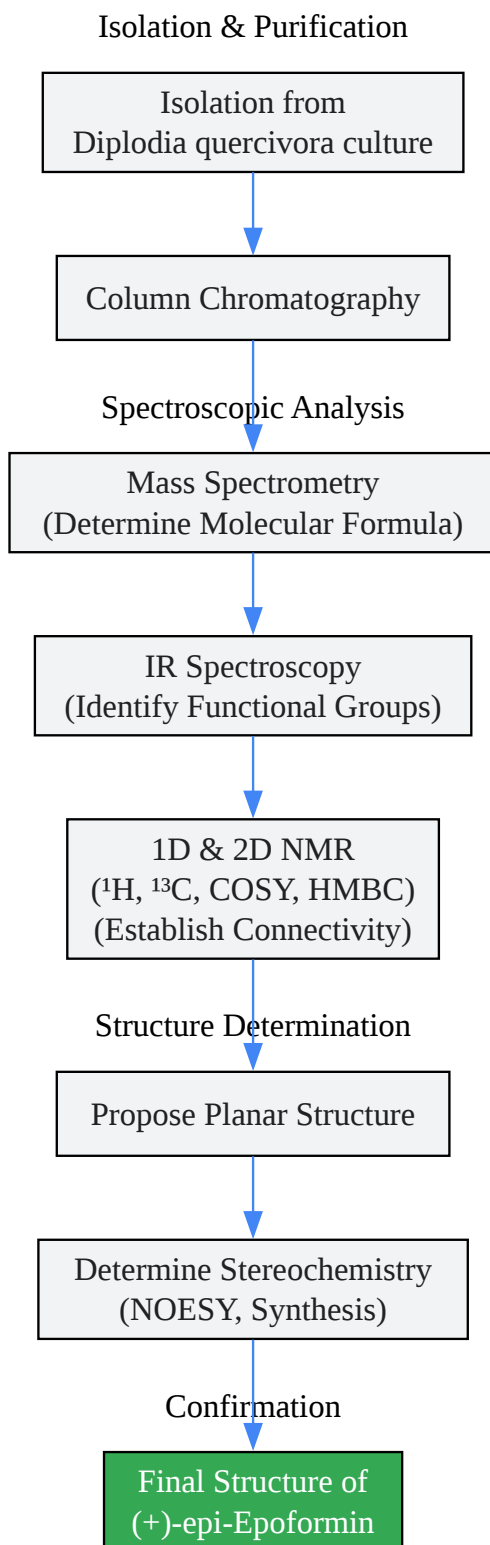 Isolation & Purification
Isolation from
Diplodia quercivora culture
Column Chromatography
Spectroscopic Analysis
Mass Spectrometry
(Determine Molecular Formula)
IR Spectroscopy
(Identify Functional Groups)
1D & 2D NMR
(¹H, ¹³C, COSY, HMBC)
(Establish Connectivity)
Structure Determination
Propose Planar Structure
Determine Stereochemistry
(NOESY, Synthesis)
Confirmation
Final Structure of
(+)-epi-Epoformin